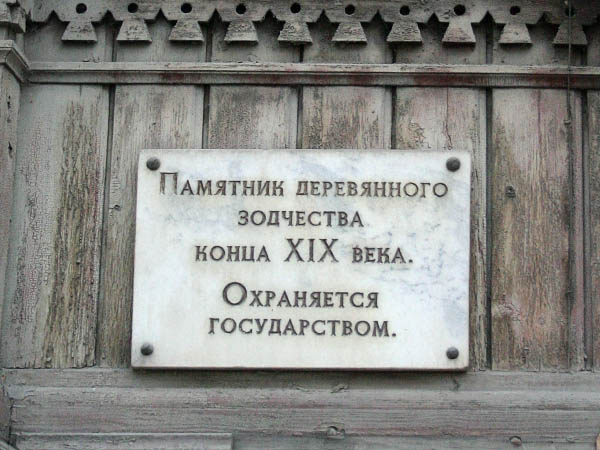 Памятник деревянного
зодчества
конца XIX века.
Охраняется
государством.